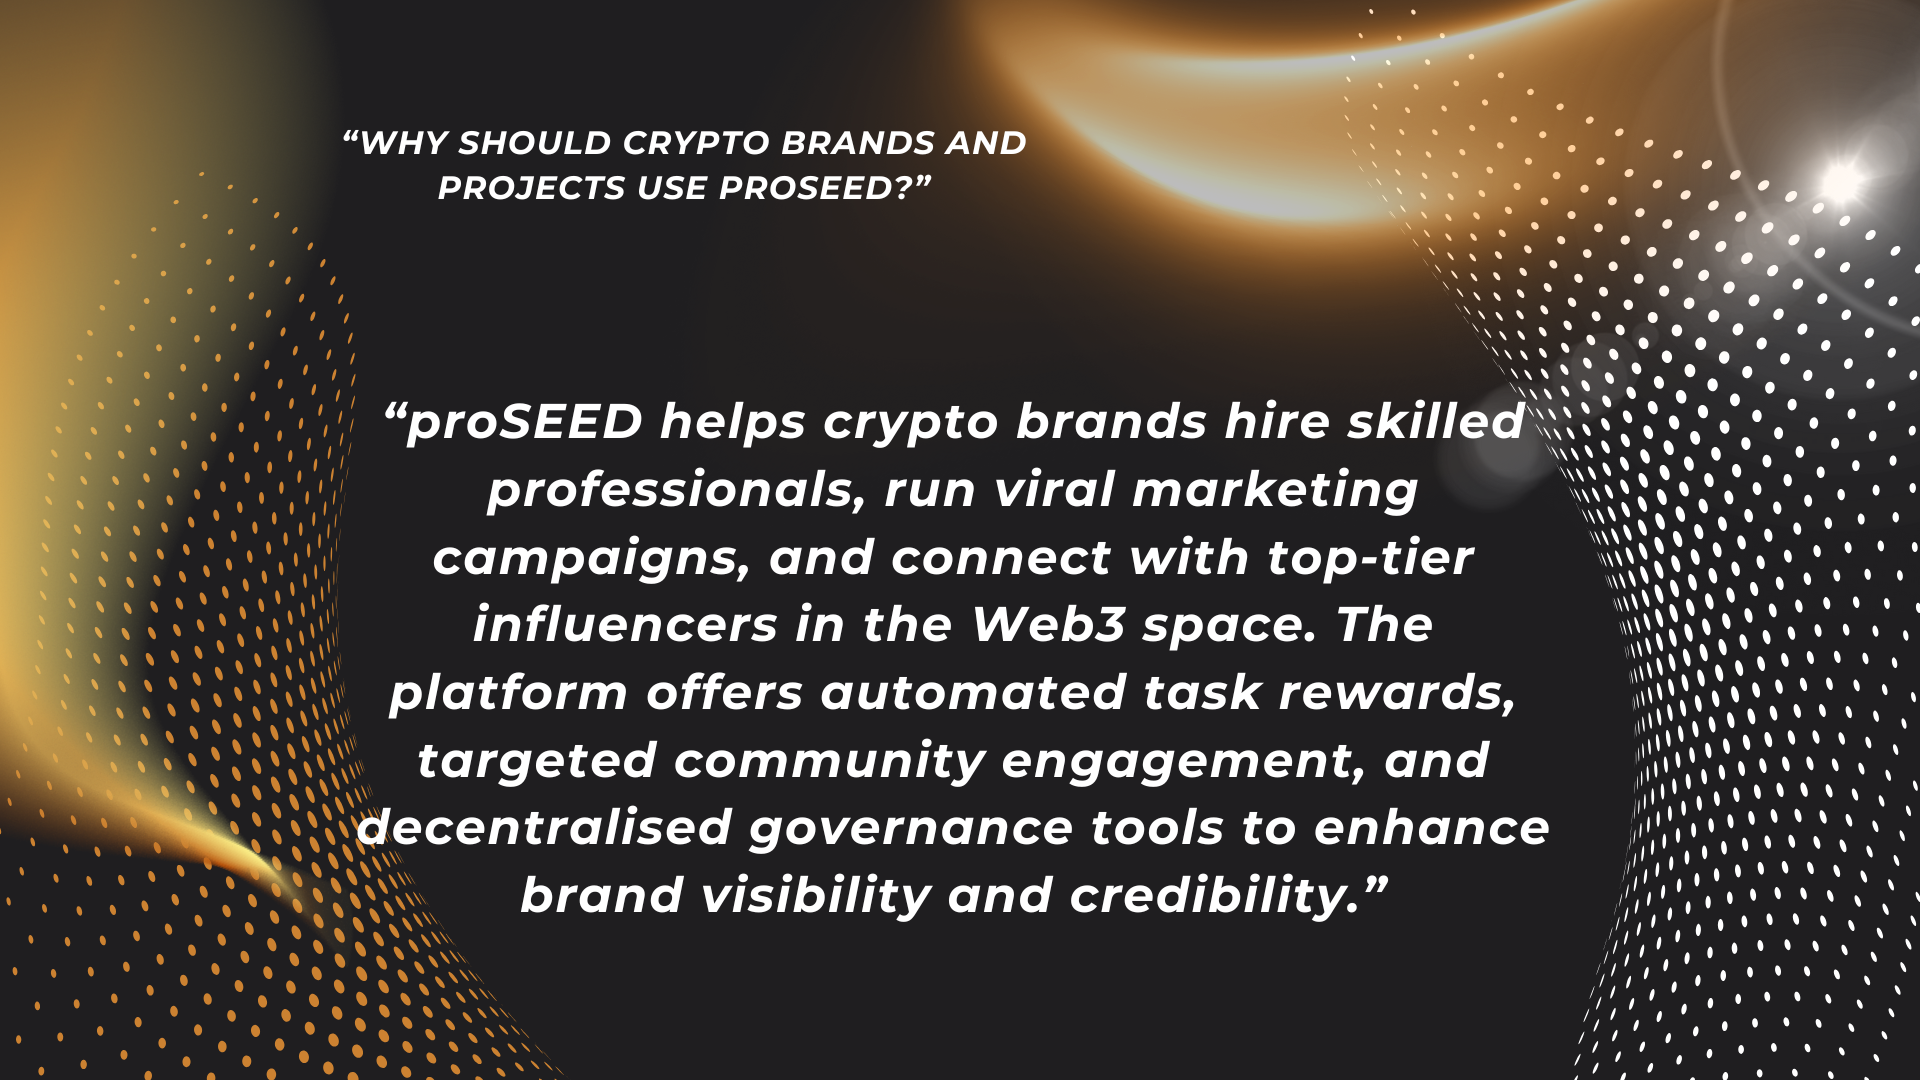 “WHY SHOULD CRYPTO BRANDS AND
PROJECTS USE PROSEED?”
“proSEED helps crypto brands hire skilled
professionals, run viral marketing
campaigns, and connect with top-tier
influencers in the Web3 space. The
platform offers automated task rewards,
targeted community engagement, and
decentralised governance tools to enhance
brand visibility and credibility.”